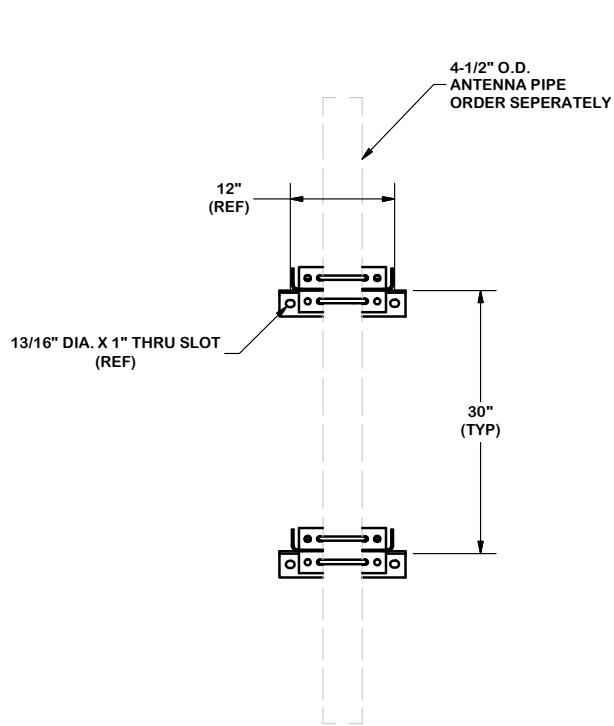 4-1/2" O.D.
ANTENNA PIPE
ORDER SEPERATELY
12"
(REF)
13/16" DIA. X 1" THRU SLOT
(REF)
30"
(TYP)